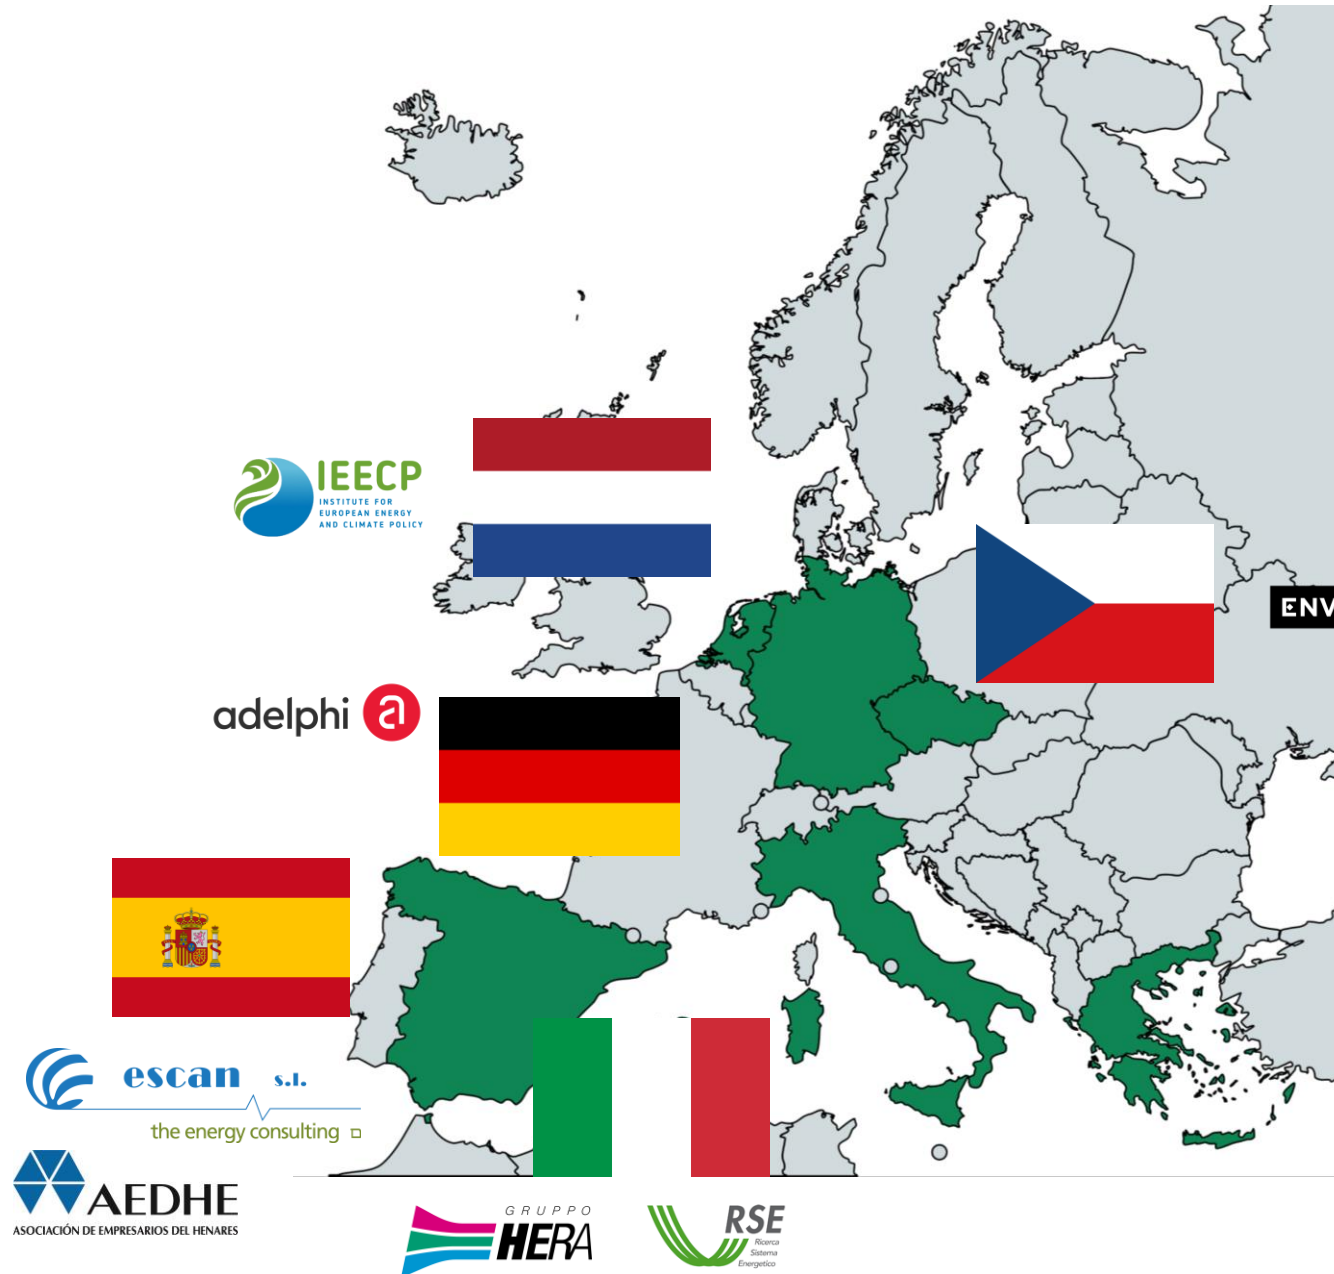 IEECP
INSTITUTE FOR
EUROPEAN ENERGY
AND CLIMATE POLICY
ENV
adelphi a
escan s.l.
the energy consulting
AEDHE
ASOCIACIÓN DE EMPRESARIOS DEL HENARES
GRUPPO
HERA
RSE
Ricerca
Sistema
Energetico